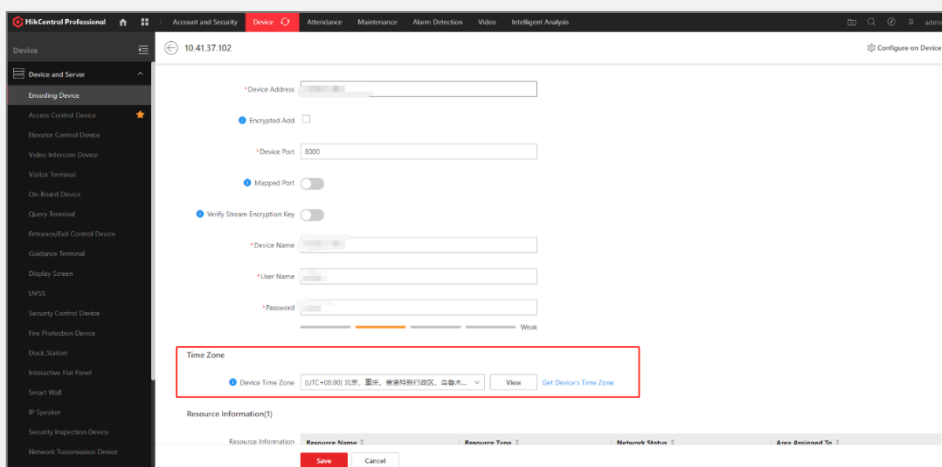 HikCentral Professional Account and Security Device Attendance Maintenance Alarm Detection Video Intelligent Analysis admin
Device
10.41.37.102
Configure on Device
Device and Server
Encoding Device
Access Control Device
Elevator Control Device
Video Intercom Device
Visitor Terminal
On-Board Device
Query Terminal
Entrance/Exit Control Device
Guidance Terminal
Display Screen
UVSS
Security Control Device
Fire Protection Device
Dock Station
Interactive Flat Panel
Smart Wall
IP Speaker
Security Inspection Device
Network Transmission Device
*Device Address
Encrypted Add
*Device Port 8000
Mapped Port
Verify Stream Encryption Key
*Device Name
*User Name
*Password
Weak
Time Zone
Device Time Zone (UTC+08:00) 北京，重庆，香港特别行政区，乌鲁木... View Get Device's Time Zone
Resource Information(1)
Resource Information Resource Name Resource Type Network Status Area Assigned To
Save Cancel